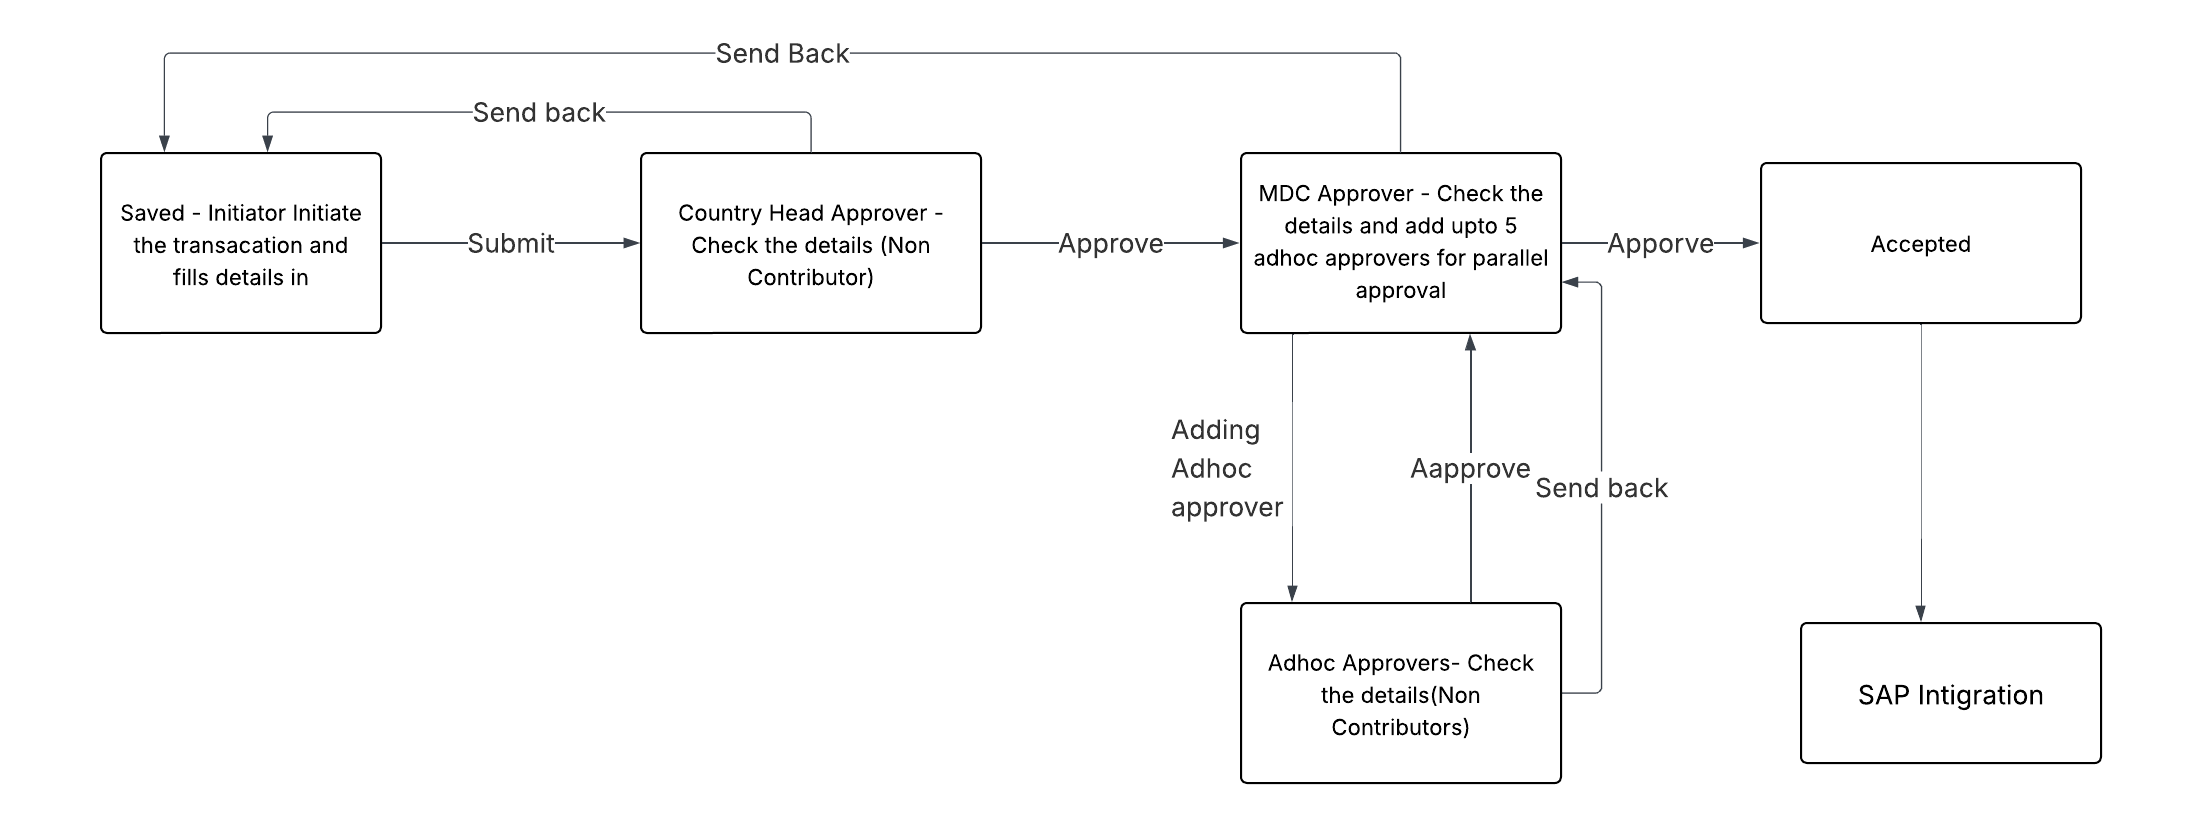 Send Back
Send back
Saved - Initiator Initiate
the transacation and
fills details in
Submit
Country Head Approver -
Check the details (Non
Contributor)
Approve
MDC Approver - Check the
details and add upto 5
adhoc approvers for parallel
approval
Apporve
Accepted
Adding
Adhoc
approver
Aapprove
Send back
Adhoc Approvers- Check
the details(Non
Contributors)
SAP Intigration